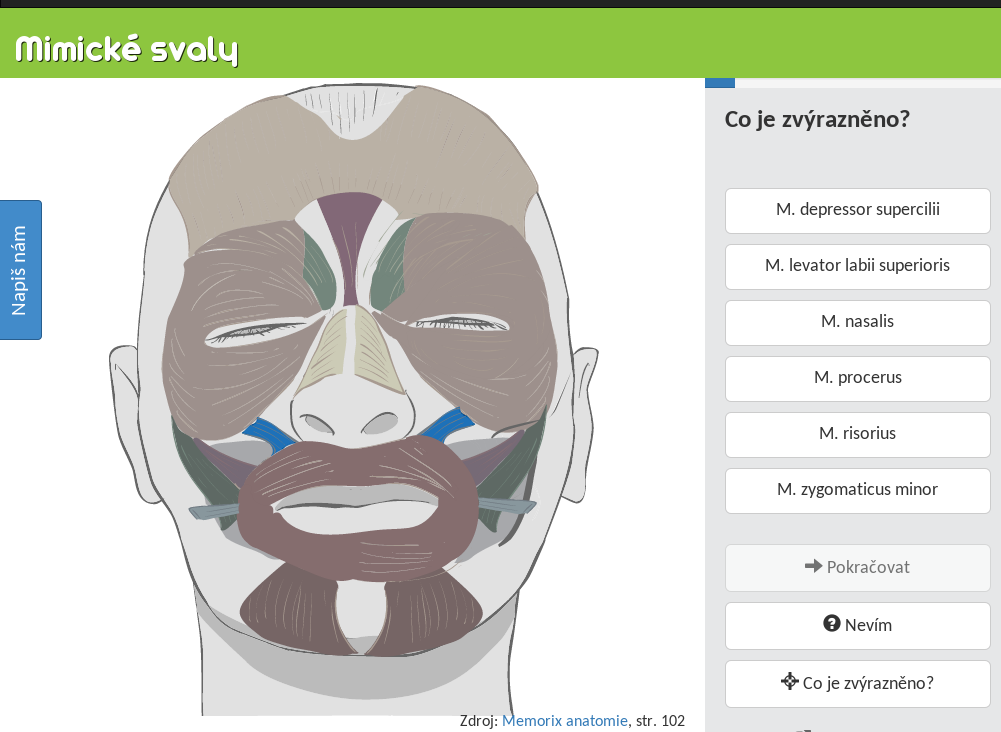 Mimické svaly
Napiš nám
Co je zvýrazněno?
M. depressor supercilii
M. levator labii superioris
M. nasalis
M. procerus
M. risorius
M. zygomaticus minor
Pokračovat
Nevím
Co je zvýrazněno?
Zdroj: Memorix anatomie, str. 102